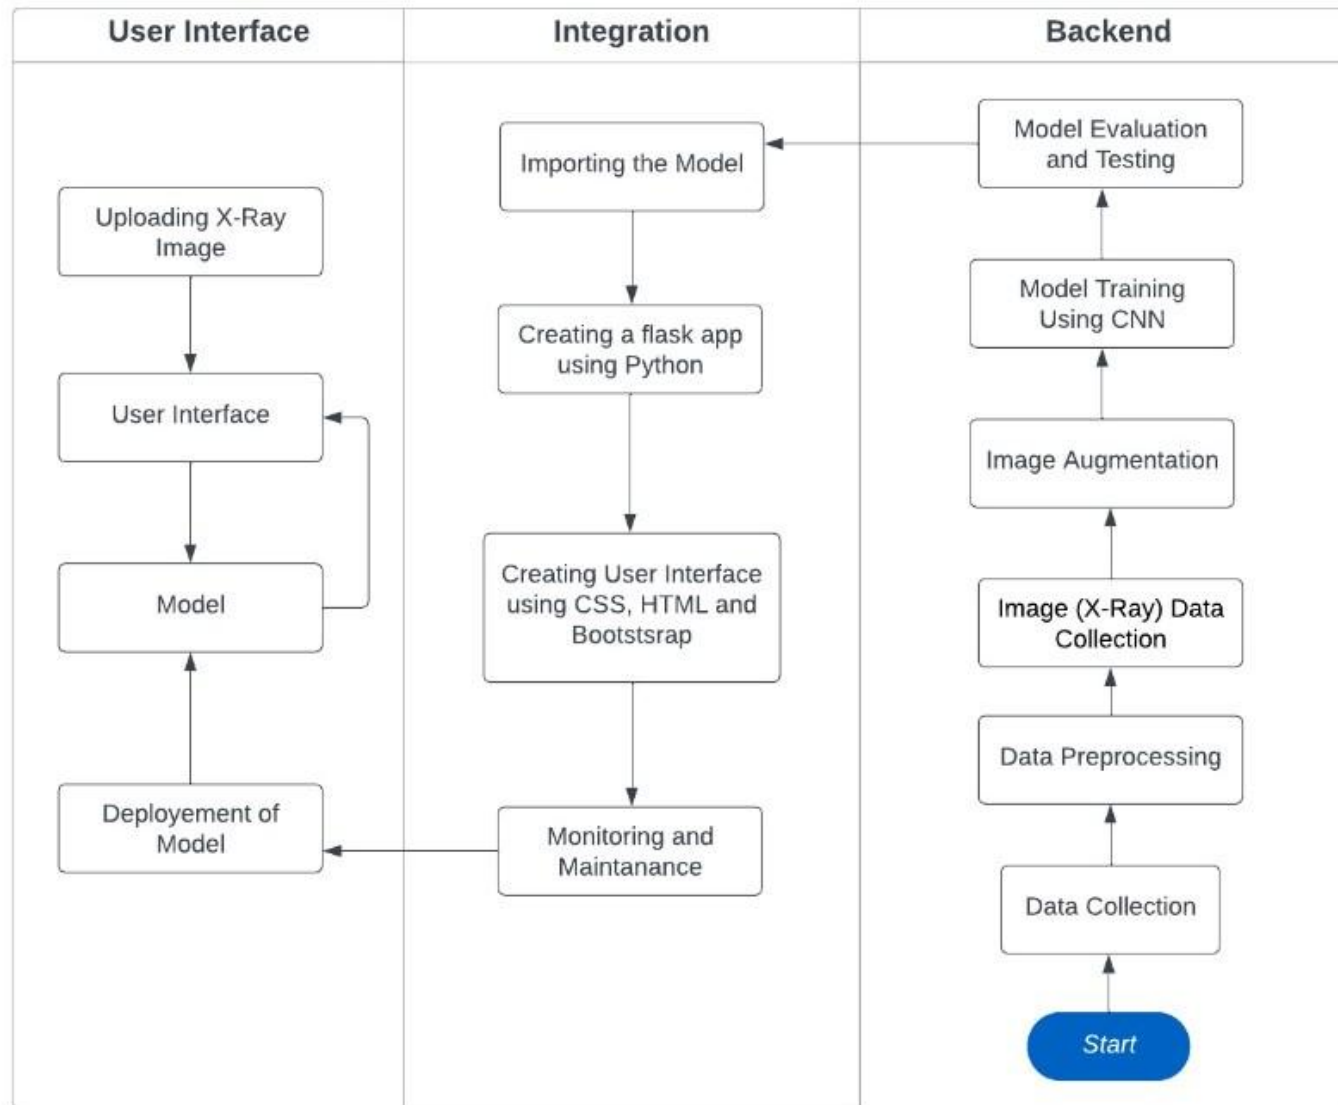 User Interface
Integration
Backend
Uploading X-Ray
Image
User Interface
Model
Deployement of
Model
Importing the Model
Creating a flask app
using Python
Creating User Interface
using CSS, HTML and
Bootstsrap
Monitoring and
Maintanance
Model Evaluation
and Testing
Model Training
Using CNN
Image Augmentation
Image (X-Ray) Data
Collection
Data Preprocessing
Data Collection
Start